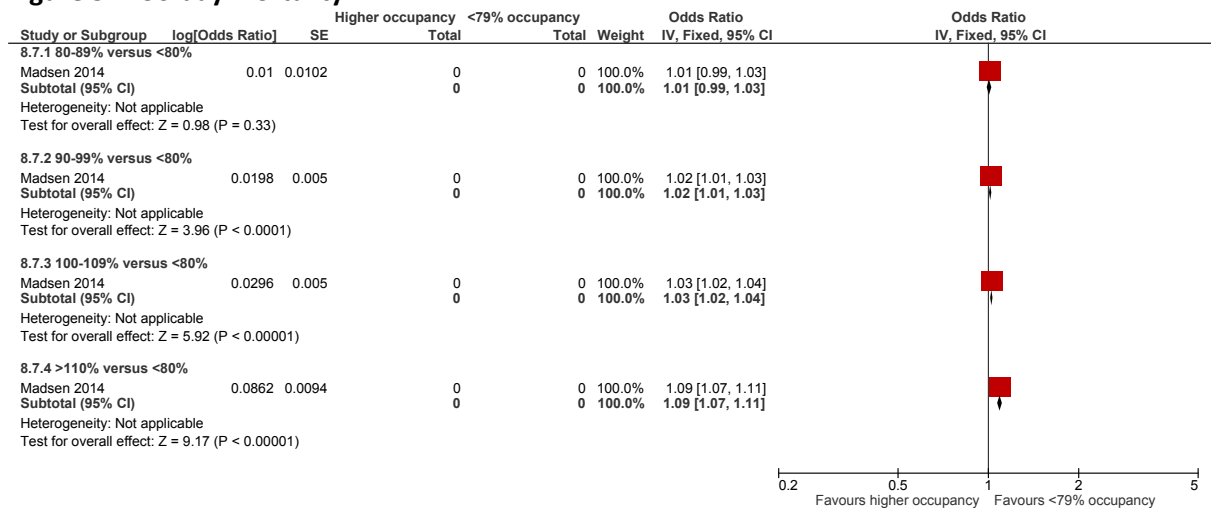 Higher occupancy <79% occupancy Odds Ratio Odds Ratio
Study or Subgroup log[Odds Ratio] SE Total Total Weight IV, Fixed, 95% CI IV, Fixed, 95% CI
8.7.1 80-89% versus <80%
Madsen 2014 0.01 0.0102 0 0 100.0% 1.01 [0.99, 1.03]
Subtotal (95% CI) 0 0 100.0% 1.01 [0.99, 1.03]
Heterogeneity: Not applicable
Test for overall effect: Z = 0.98 (P = 0.33)
8.7.2 90-99% versus <80%
Madsen 2014 0.0198 0.005 0 0 100.0% 1.02 [1.01, 1.03]
Subtotal (95% CI) 0 0 100.0% 1.02 [1.01, 1.03]
Heterogeneity: Not applicable
Test for overall effect: Z = 3.96 (P < 0.0001)
8.7.3 100-109% versus <80%
Madsen 2014 0.0296 0.005 0 0 100.0% 1.03 [1.02, 1.04]
Subtotal (95% CI) 0 0 100.0% 1.03 [1.02, 1.04]
Heterogeneity: Not applicable
Test for overall effect: Z = 5.92 (P < 0.00001)
8.7.4 >110% versus <80%
Madsen 2014 0.0862 0.0094 0 0 100.0% 1.09 [1.07, 1.11]
Subtotal (95% CI) 0 0 100.0% 1.09 [1.07, 1.11]
Heterogeneity: Not applicable
Test for overall effect: Z = 9.17 (P < 0.00001)
0.2 0.5 1 2 5
Favours higher occupancy Favours <79% occupancy